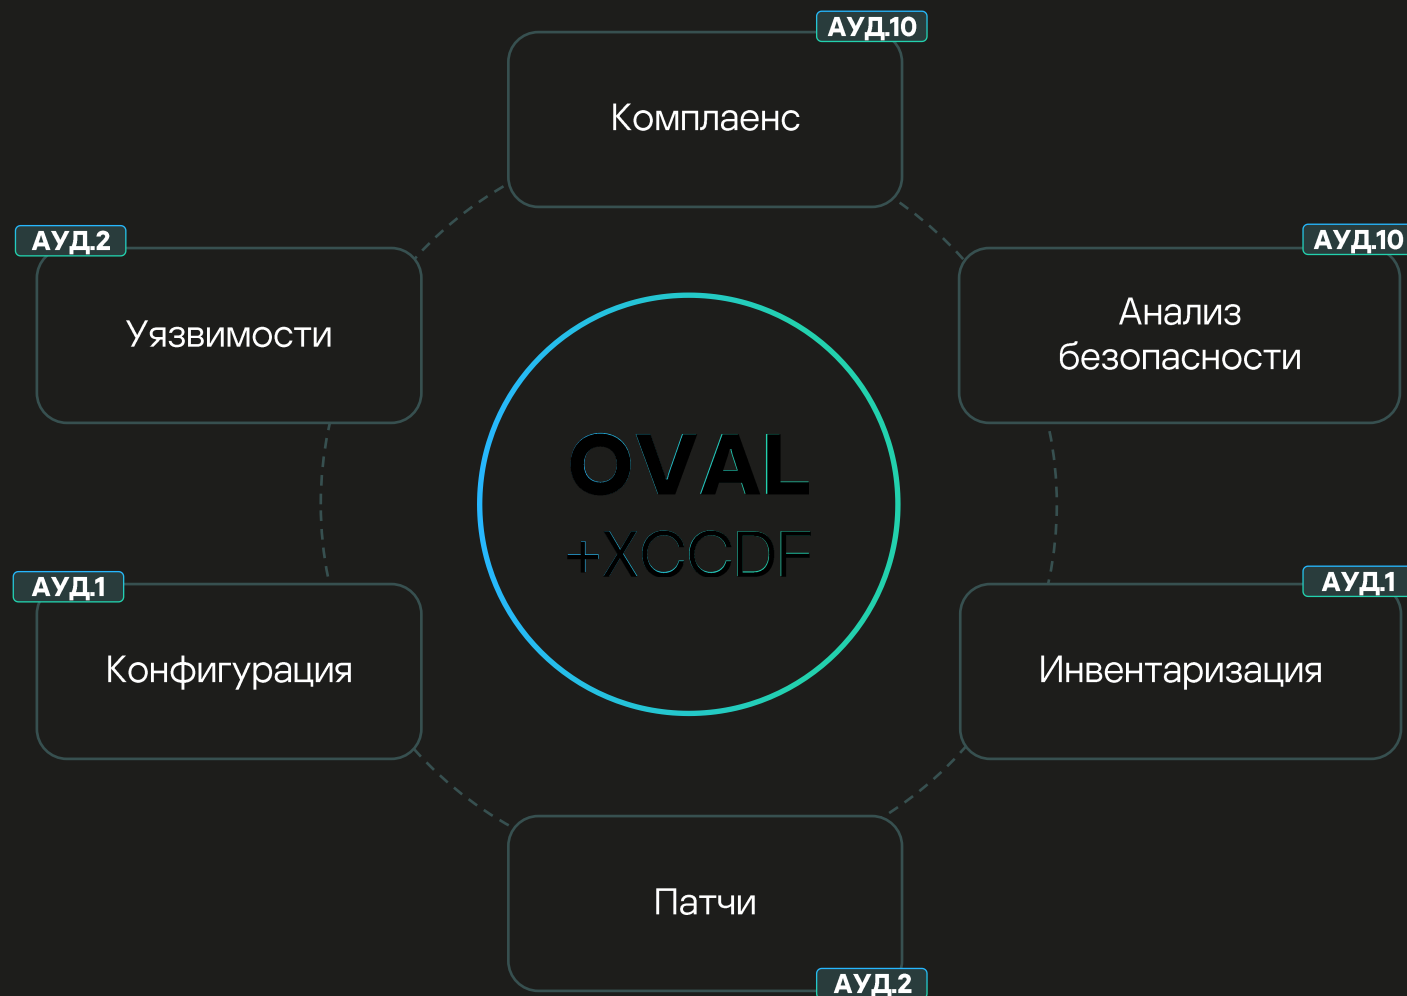 АУД.10
Комплаенс
АУД.2
Уязвимости
АУД.10
Анализ
безопасности
OVAL
+XCCDF
АУД.1
Конфигурация
АУД.1
Инвентаризация
Патчи
АУД.2